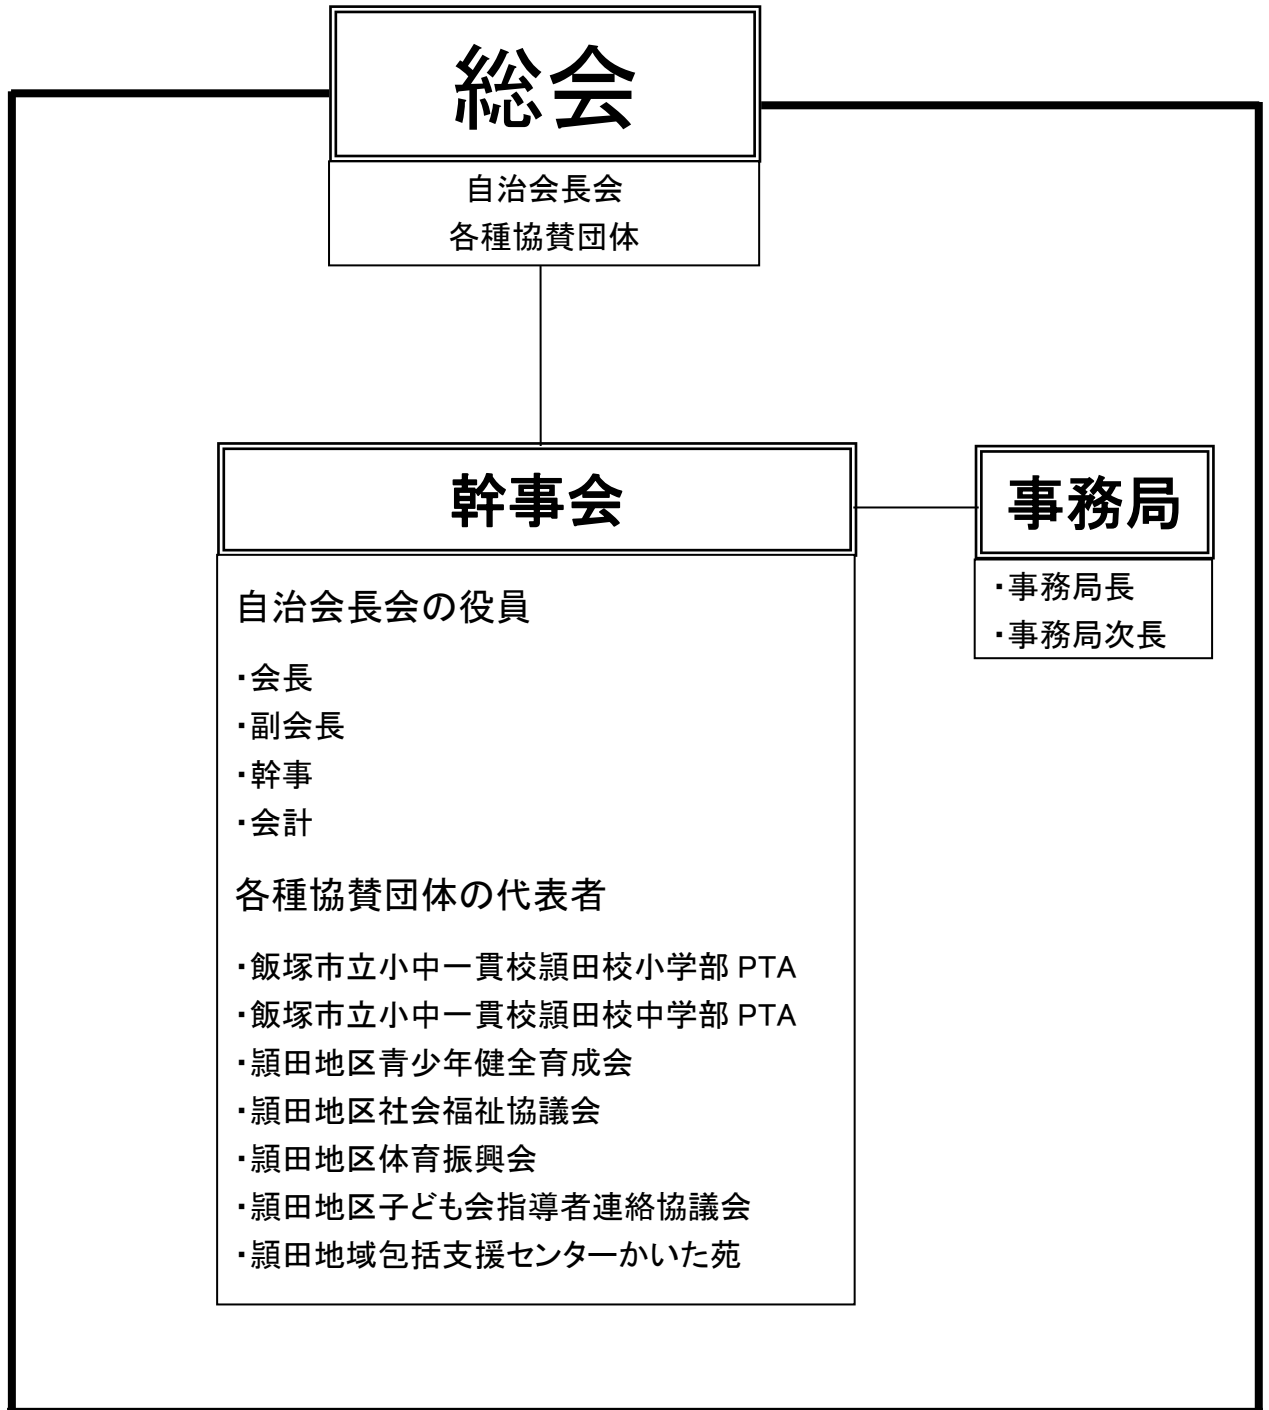 総会
自治会長会
各種協賛団体
幹事会
事務局
・事務局長
・事務局次長
自治会長会の役員
・会長
・副会長
・幹事
・会計
各種協賛団体の代表者
・飯塚市立小中一貫校頴田校小学部 PTA
・飯塚市立小中一貫校頴田校中学部 PTA
・頴田地区青少年健全育成会
・頴田地区社会福祉協議会
・頴田地区体育振興会
・頴田地区子ども会指導者連絡協議会
・頴田地域包括支援センターかいた苑